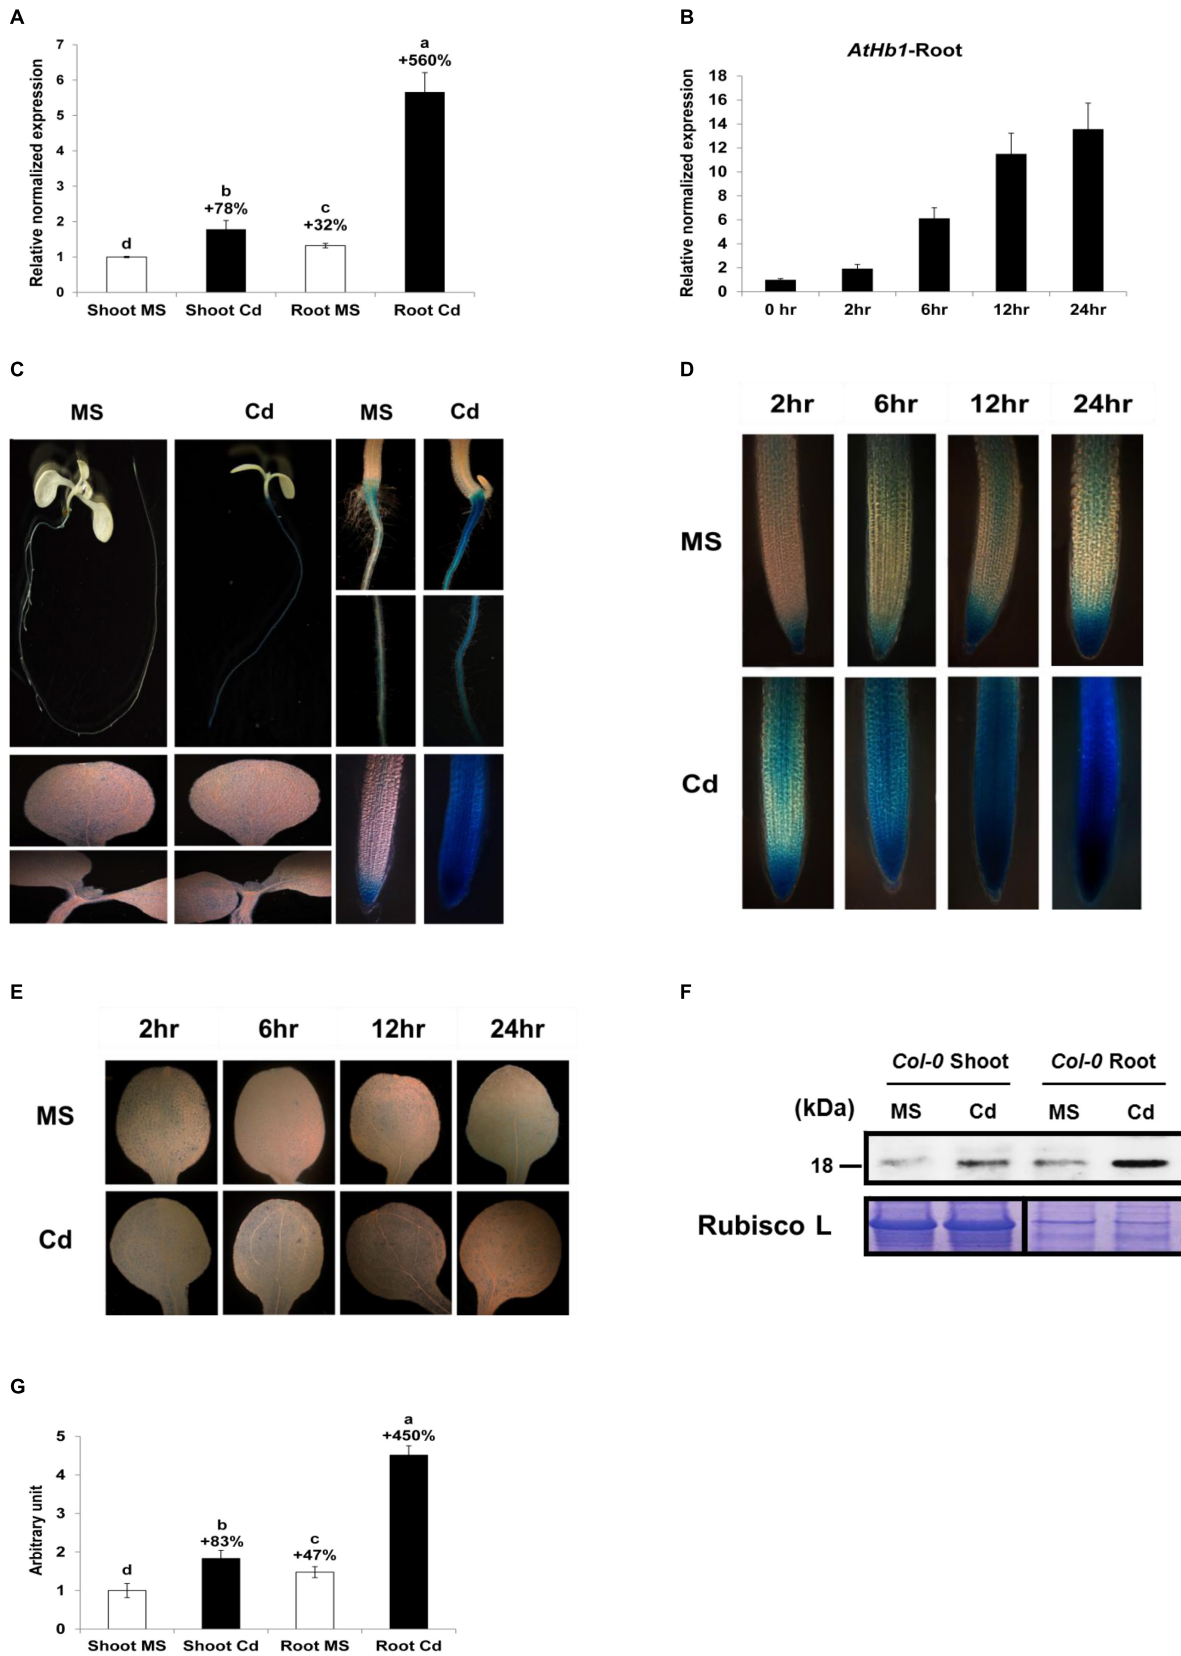 A
Relative normalized expression
7
6
5
4
3
2
1
0
d
b
+78%
c
+32%
a
+560%
Shoot MS Shoot Cd Root MS Root Cd
B
AtHb1-Root
Relative normalized expression
18
16
14
12
10
8
6
4
2
0
0 hr 2hr 6hr 12hr 24hr
C
MS Cd MS Cd
D
2hr 6hr 12hr 24hr
MS
Cd
E
2hr 6hr 12hr 24hr
MS
Cd
F
Col-0 Shoot Col-0 Root
(kDa) MS Cd MS Cd
18
Rubisco L
G
Arbitrary unit
5
4
3
2
1
0
d
b
+83%
c
+47%
a
+450%
Shoot MS Shoot Cd Root MS Root Cd